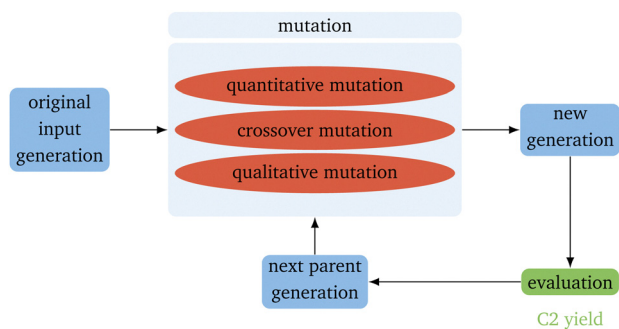 mutation
quantitative mutation
crossover mutation
qualitative mutation
original
input
generation
new
generation
next parent
generation
evaluation
C2 yield